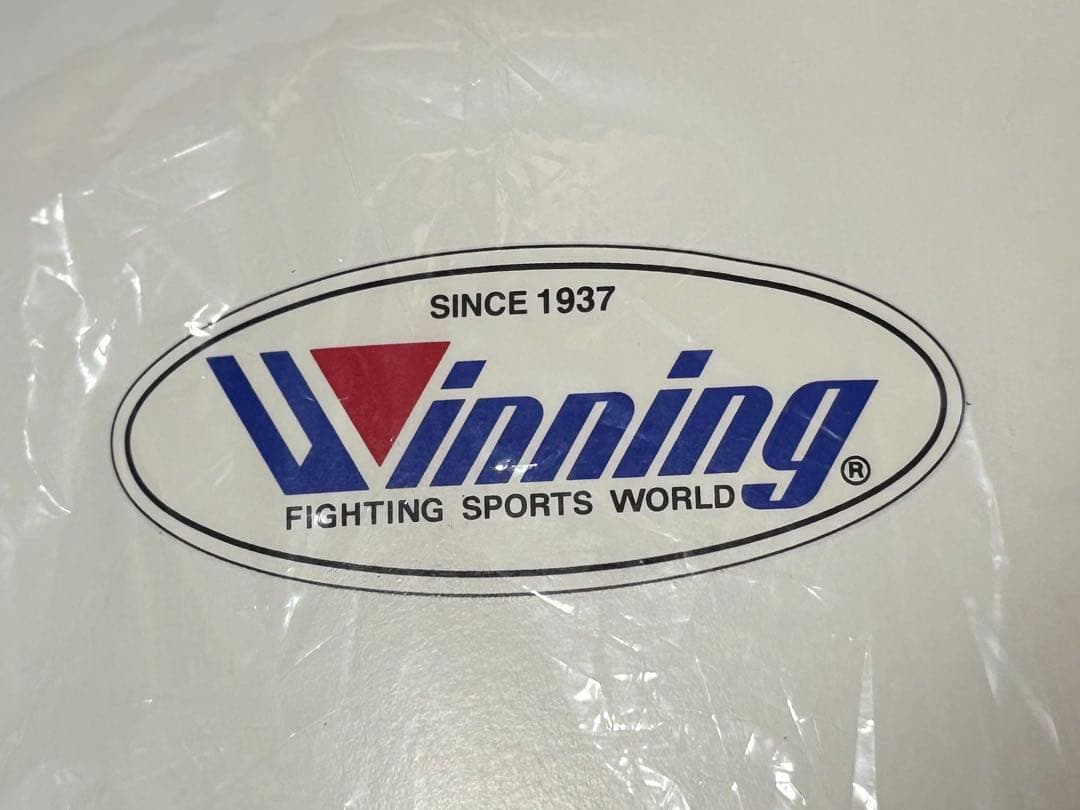 SINCE 1937
Winning
®
FIGHTING SPORTS WORLD